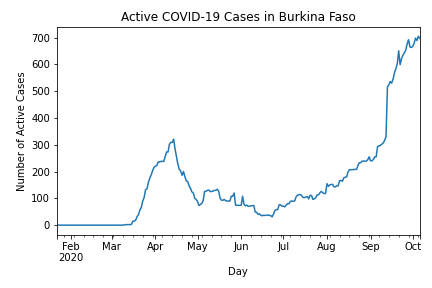 Active COVID-19 Cases in Burkina Faso
Number of Active Cases
700
600
500
400
300
200
100
0
Feb Mar Apr May Jun Jul Aug Sep Oct
2020
Day